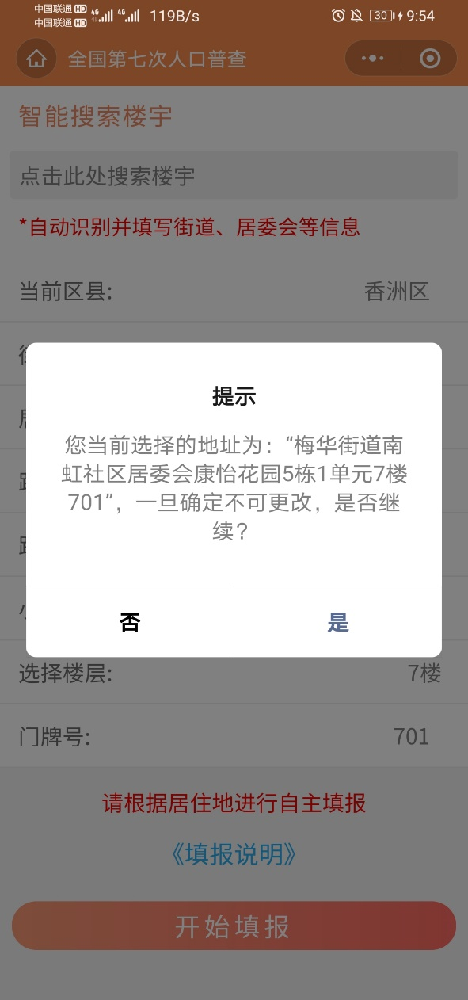 中国联通HD 4G 4G 119B/s 30 9:54
中国联通HD
全国第七次人口普查
智能搜索楼宇
点击此处搜索楼宇
*自动识别并填写街道、居委会等信息
当前区县: 香洲区
提示
您当前选择的地址为：“梅华街道南
虹社区居委会康怡花园5栋1单元7楼
701”，一旦确定不可更改，是否继
续？
否 是
选择楼层: 7楼
门牌号: 701
请根据居住地进行自主填报
《填报说明》
开始填报